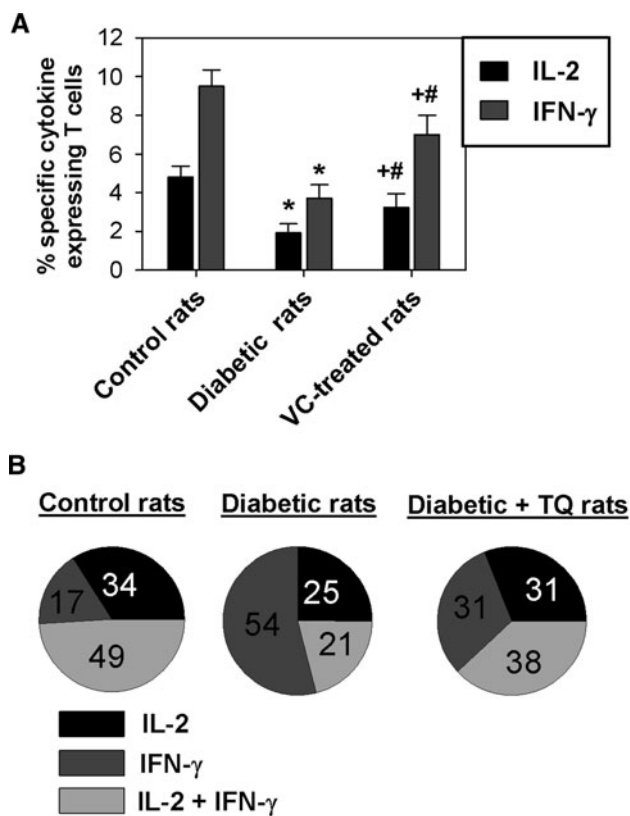 A
% specific cytokine
expressing T cells
12
10
8
6
4
2
0
* *
+#
+#
IL-2
IFN-γ
Control rats
Diabetic rats
VC-treated rats
B
Control rats Diabetic rats Diabetic + TQ rats
34
17
49
25
54
21
31
31
38
IL-2
IFN-γ
IL-2 + IFN-γ